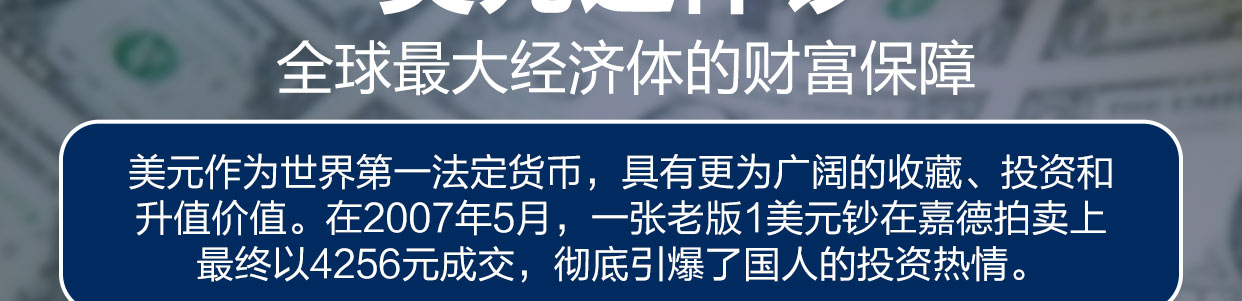 全球最大经济体的财富保障
美元作为世界第一法定货币，具有更为广阔的收藏、投资和
升值价值。在2007年5月，一张老版1美元钞在嘉德拍卖上
最终以4256元成交，彻底引爆了国人的投资热情。